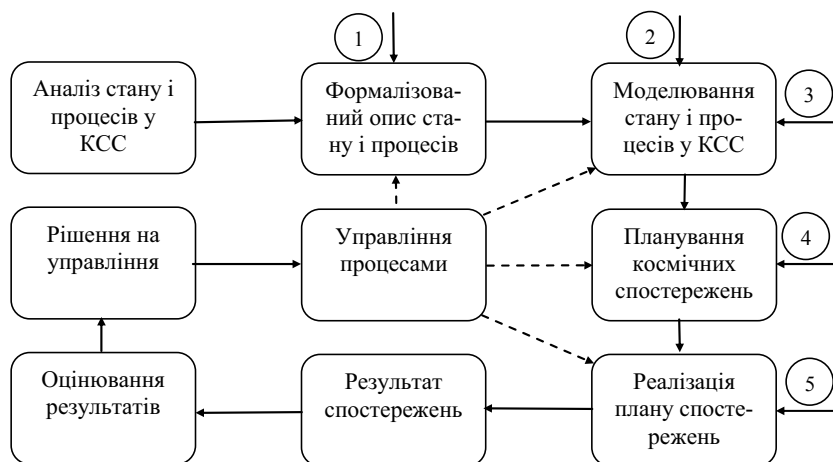 1
2
Аналіз стану і
процесів у
КСС
Формалізова-
ний опис ста-
ну і процесів
Моделювання
стану і про-
цесів у КСС
3
Рішення на
управління
Управління
процесами
Планування
космічних
спостережень
4
Оцінювання
результатів
Результат
спостережень
Реалізація
плану спосте-
режень
5